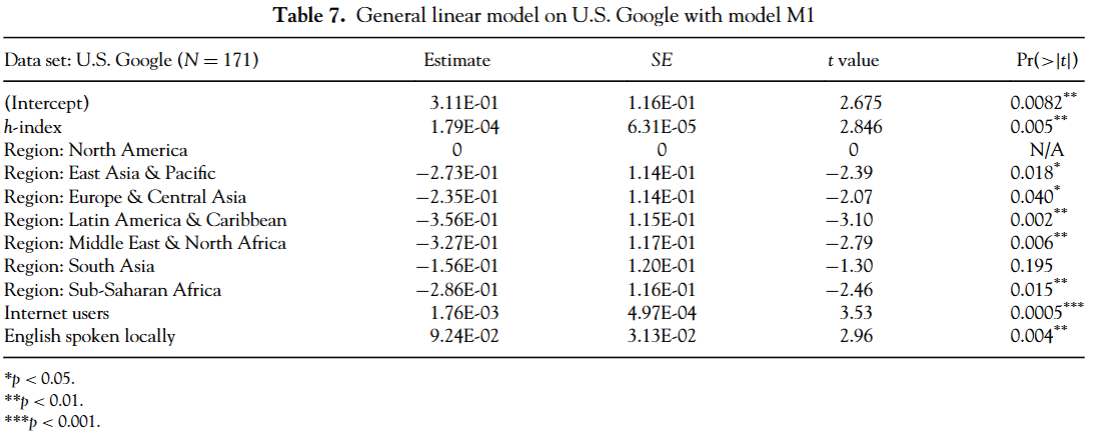 Table 7. General linear model on U.S. Google with model M1
Data set: U.S. Google (N = 171) Estimate SE t value Pr(>|t|)
(Intercept) 3.11E-01 1.16E-01 2.675 0.0082**
h-index 1.79E-04 6.31E-05 2.846 0.005**
Region: North America 0 0 0 N/A
Region: East Asia & Pacific −2.73E-01 1.14E-01 −2.39 0.018*
Region: Europe & Central Asia −2.35E-01 1.14E-01 −2.07 0.040*
Region: Latin America & Caribbean −3.56E-01 1.15E-01 −3.10 0.002**
Region: Middle East & North Africa −3.27E-01 1.17E-01 −2.79 0.006**
Region: South Asia −1.56E-01 1.20E-01 −1.30 0.195
Region: Sub-Saharan Africa −2.86E-01 1.16E-01 −2.46 0.015**
Internet users 1.76E-03 4.97E-04 3.53 0.0005***
English spoken locally 9.24E-02 3.13E-02 2.96 0.004**
*p < 0.05.
**p < 0.01.
***p < 0.001.